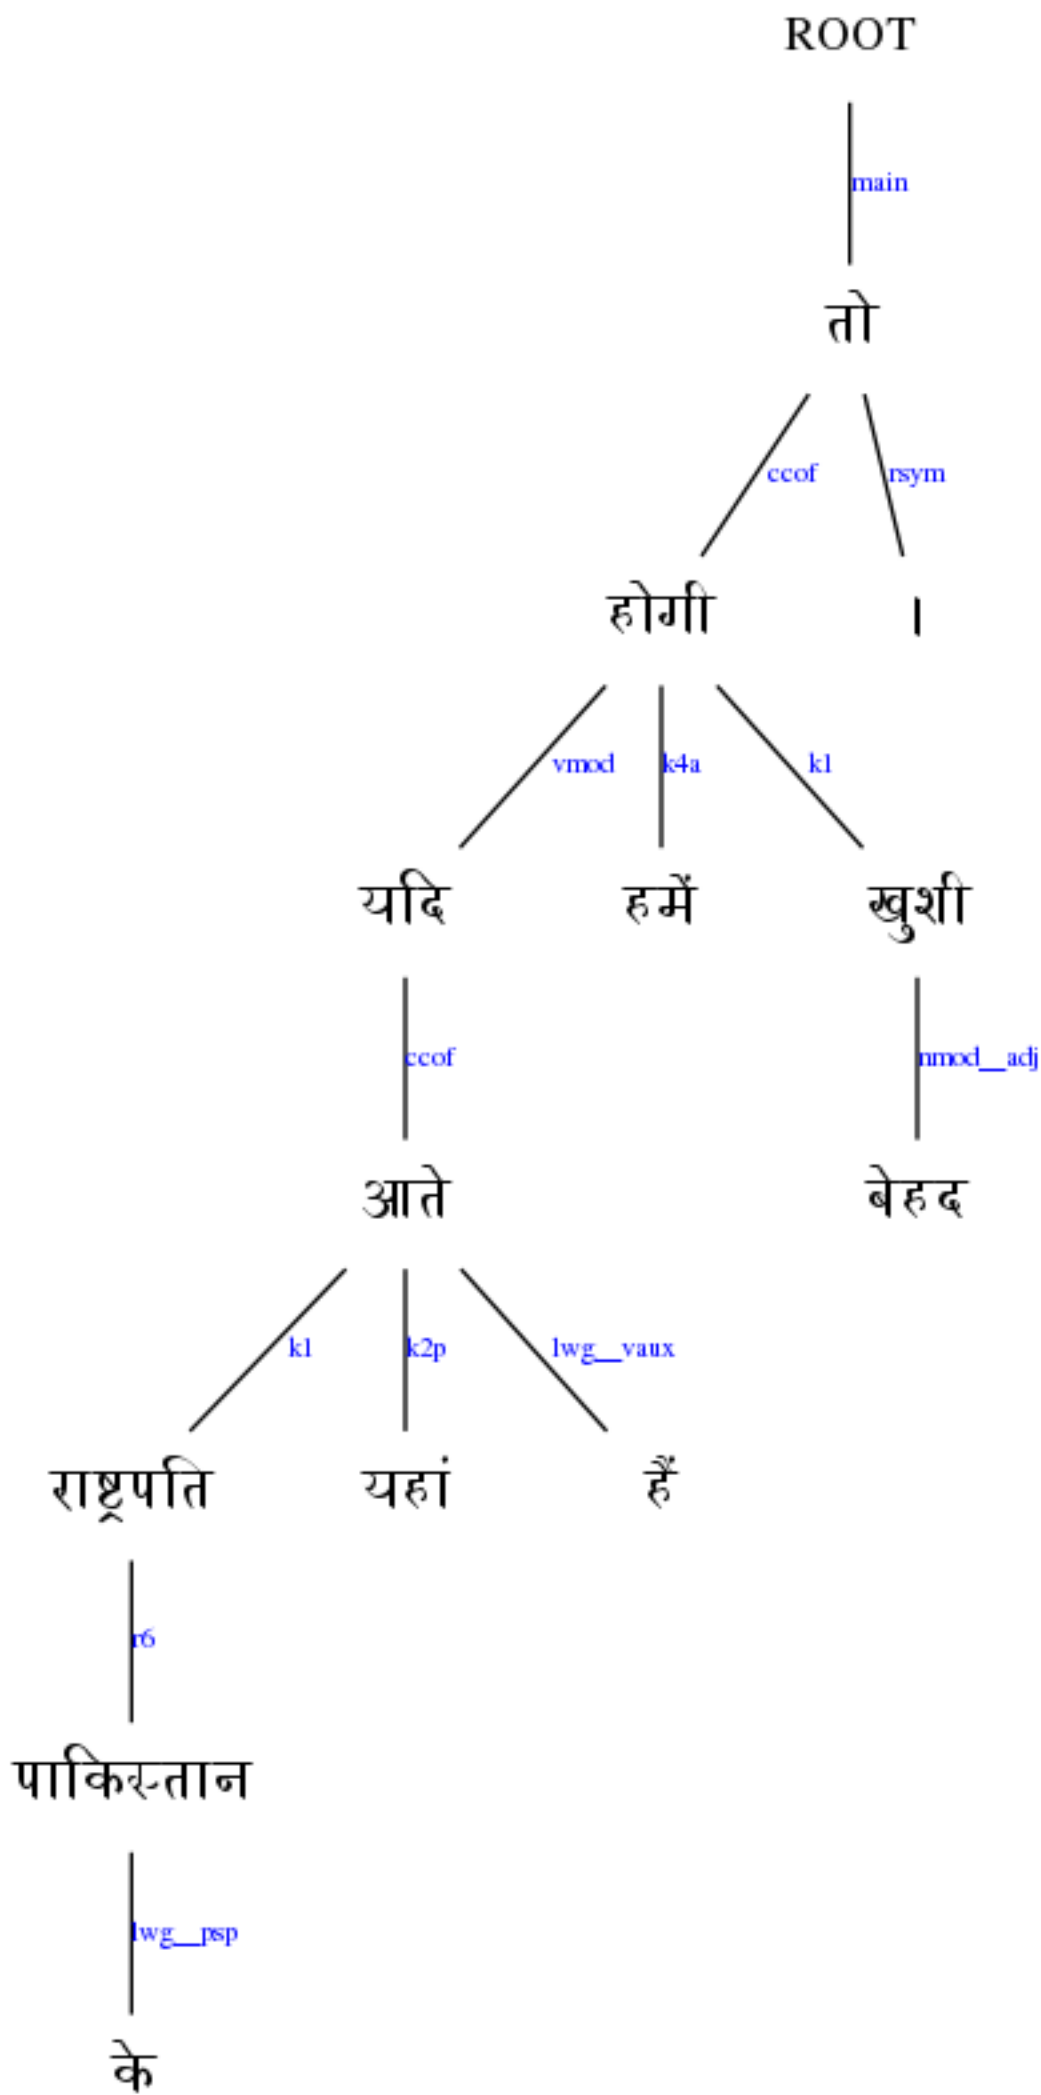 ROOT
main
तो
ccof rsym
होगी ।
vmod k4a k1
यदि हमें खुशी
ccof nmod__adj
आते बेहद
k1 k2p lwg__vaux
राष्ट्रपति यहां हैं
r6
पाकिस्तान
lwg__psp
के